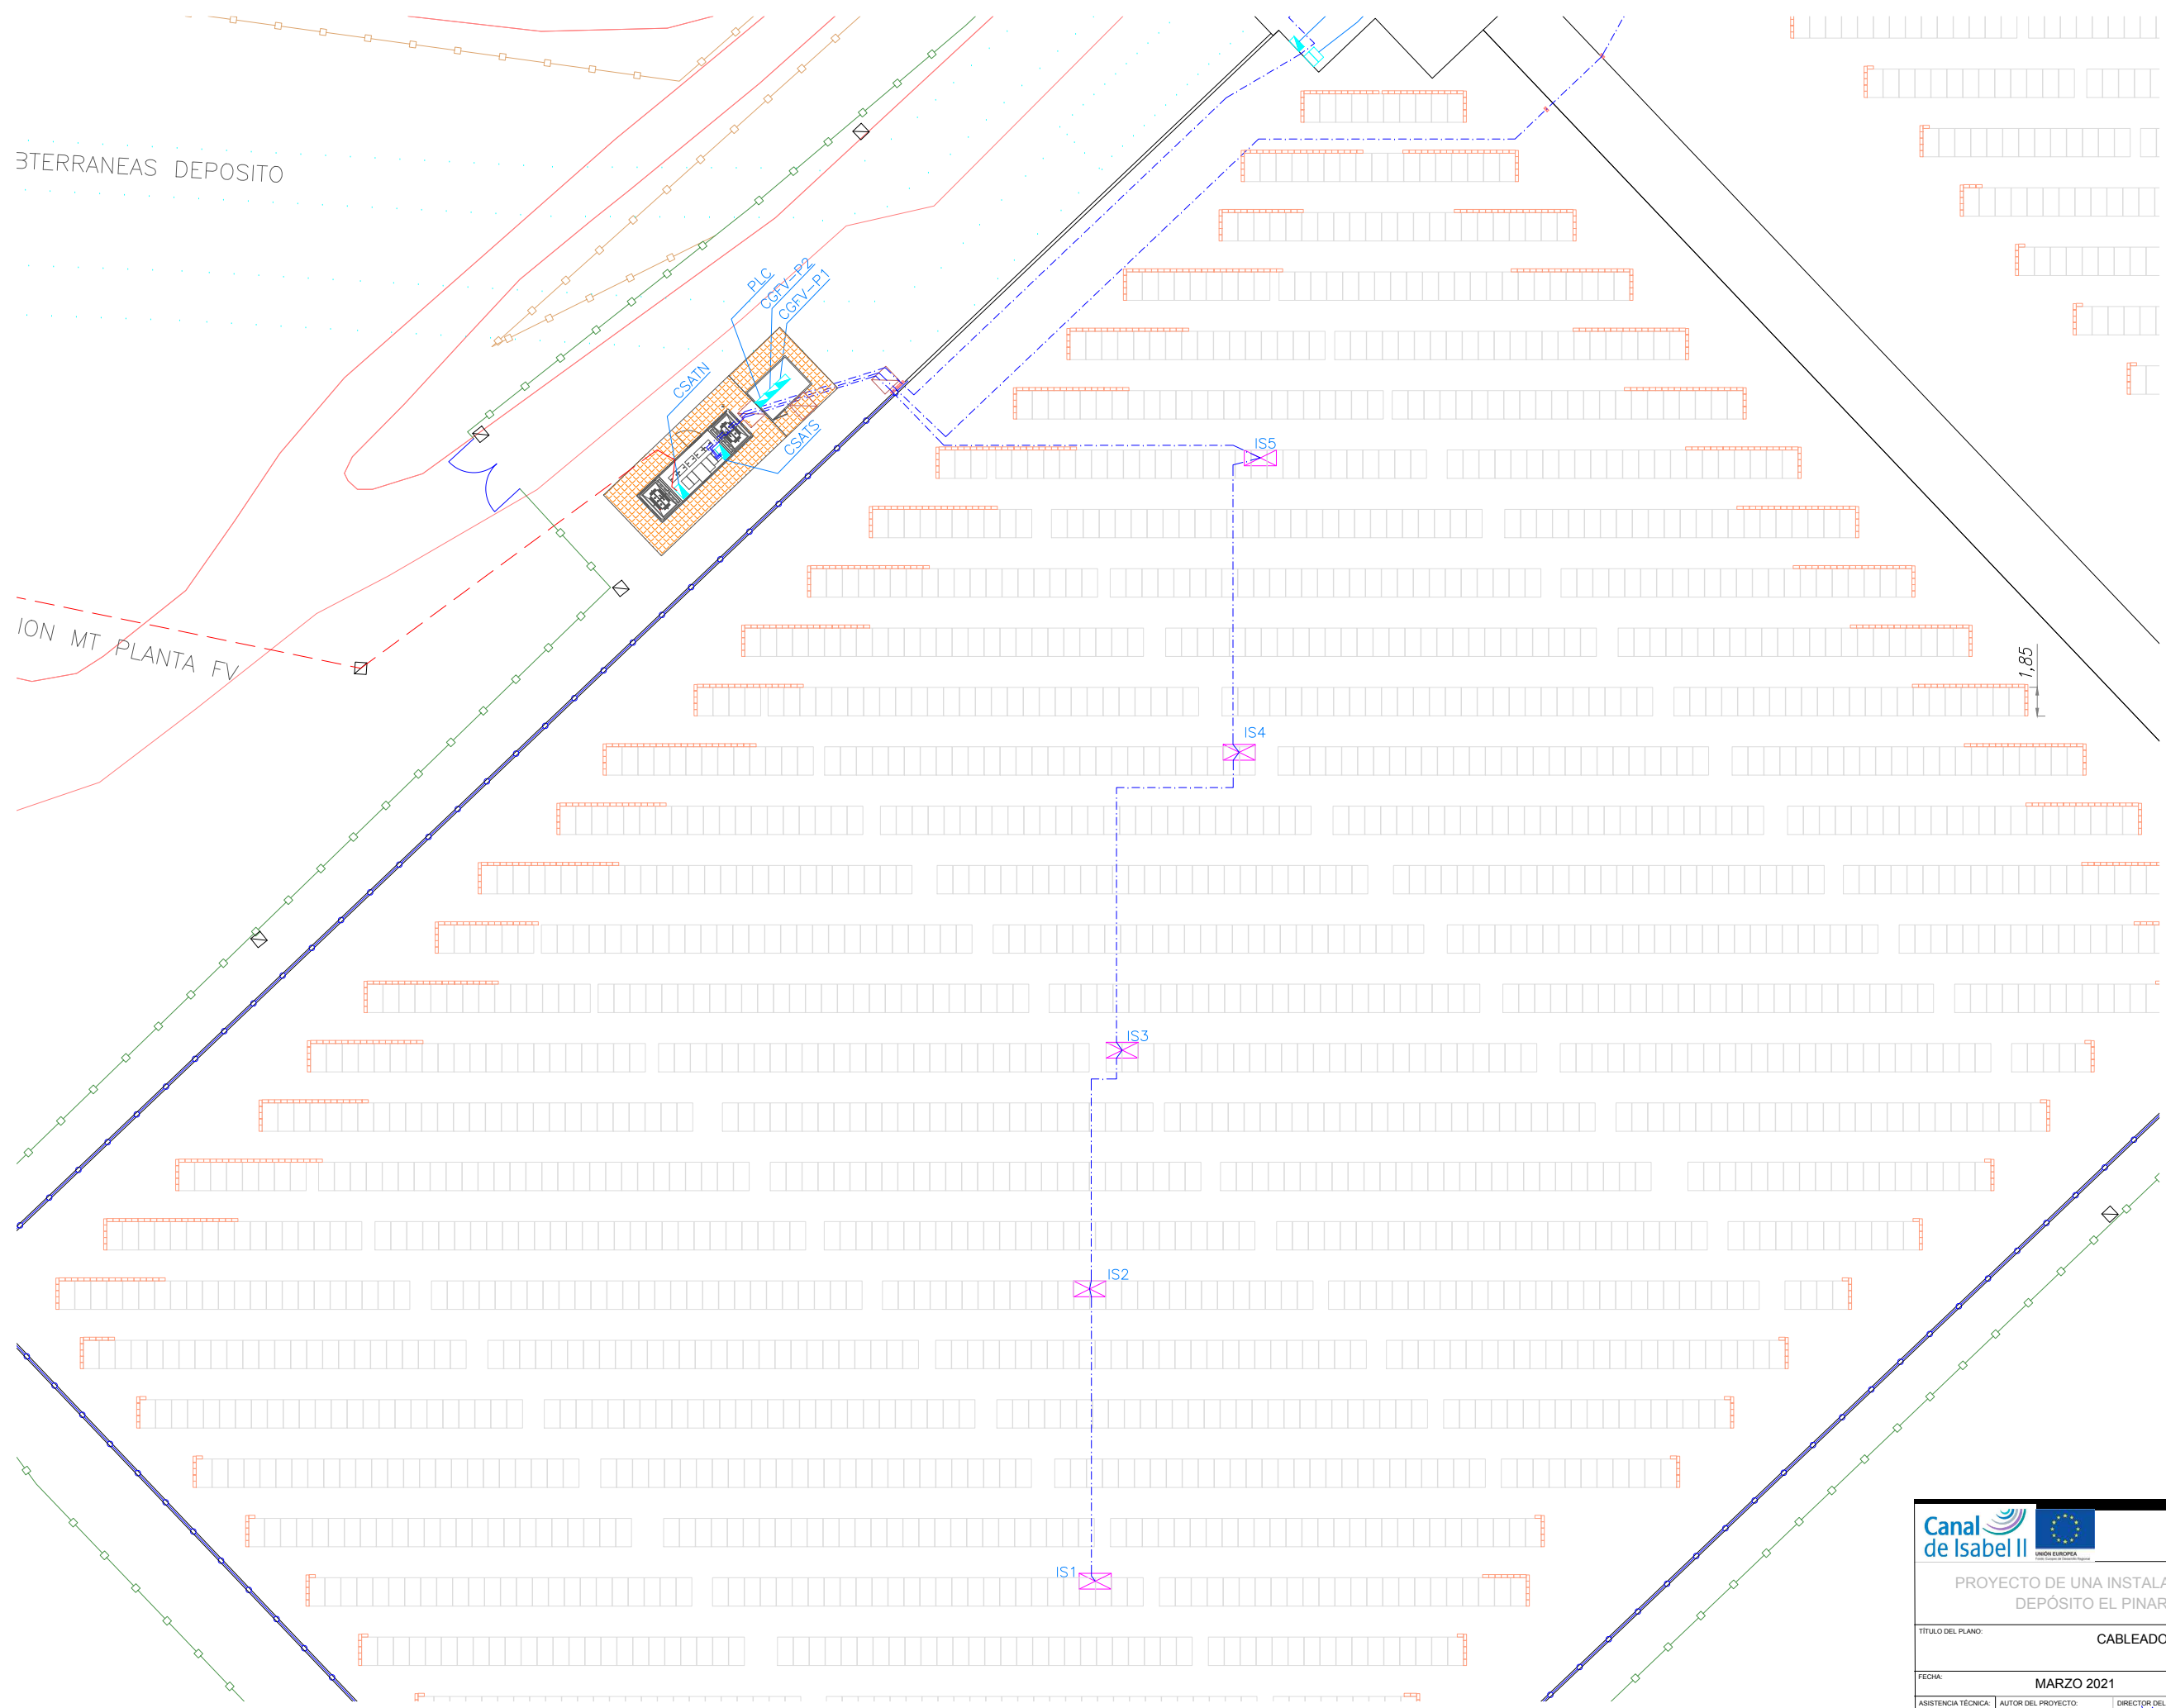 BTERRANEAS DEPOSITO
PLC
CGFV-P2
CGFV-P1
CSATN
CSATS
IS5
ION MT PLANTA FV
1,85
IS4
IS3
IS2
IS1
Canal
de Isabel II
UNIÓN EUROPEA
PROYECTO DE UNA INSTALA
DEPÓSITO EL PINAR
TÍTULO DEL PLANO:
CABLEADO
FECHA:
MARZO 2021
ASISTENCIA TÉCNICA:
AUTOR DEL PROYECTO:
DIRECTOR DEL